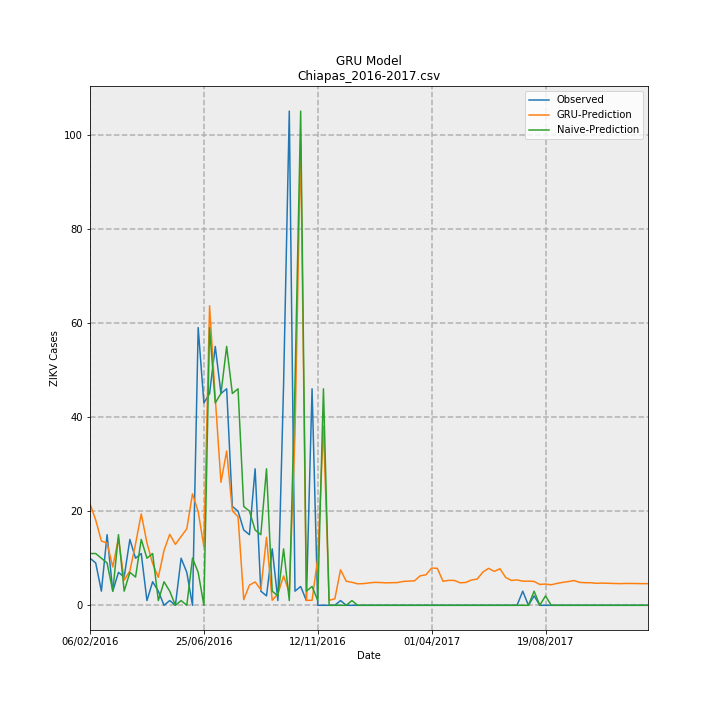 GRU Model
Chiapas_2016-2017.csv
Observed
GRU-Prediction
Naive-Prediction
100
80
60
40
20
0
ZIKV Cases
06/02/2016
25/06/2016
12/11/2016
01/04/2017
19/08/2017
Date